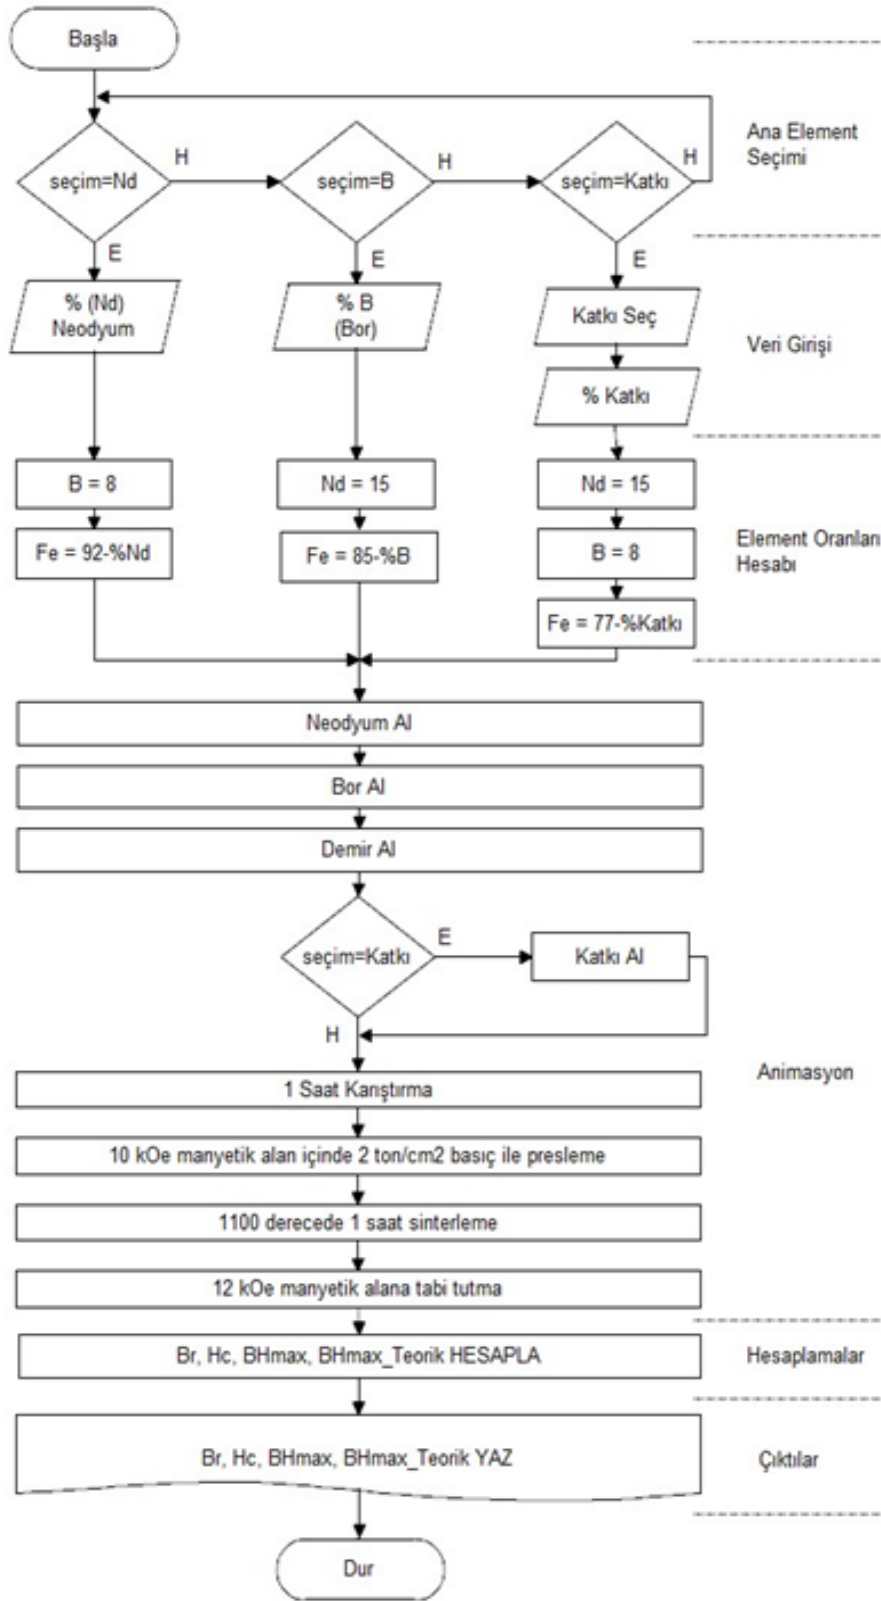 Başla
Ana Element
Seçimi
seçim=Nd
H
seçim=B
H
seçim=Katkı
H
E
E
E
% (Nd)
Neodyum
% B
(Bor)
Katkı Seç
% Katkı
Veri Girişi
B = 8
Fe = 92-%Nd
Nd = 15
Fe = 85-%B
Nd = 15
B = 8
Fe = 77-%Katkı
Element Oranları
Hesabı
Neodyum Al
Bor Al
Demir Al
seçim=Katkı
E
Katkı Al
H
Animasyon
1 Saat Karıştırma
10 kOe manyetik alan içinde 2 ton/cm2 basıç ile presleme
1100 derecede 1 saat sinterleme
12 kOe manyetik alana tabi tutma
Br, Hc, BHmax, BHmax_Teorik HESAPLA
Hesaplamalar
Br, Hc, BHmax, BHmax_Teorik YAZ
Çıktılar
Dur